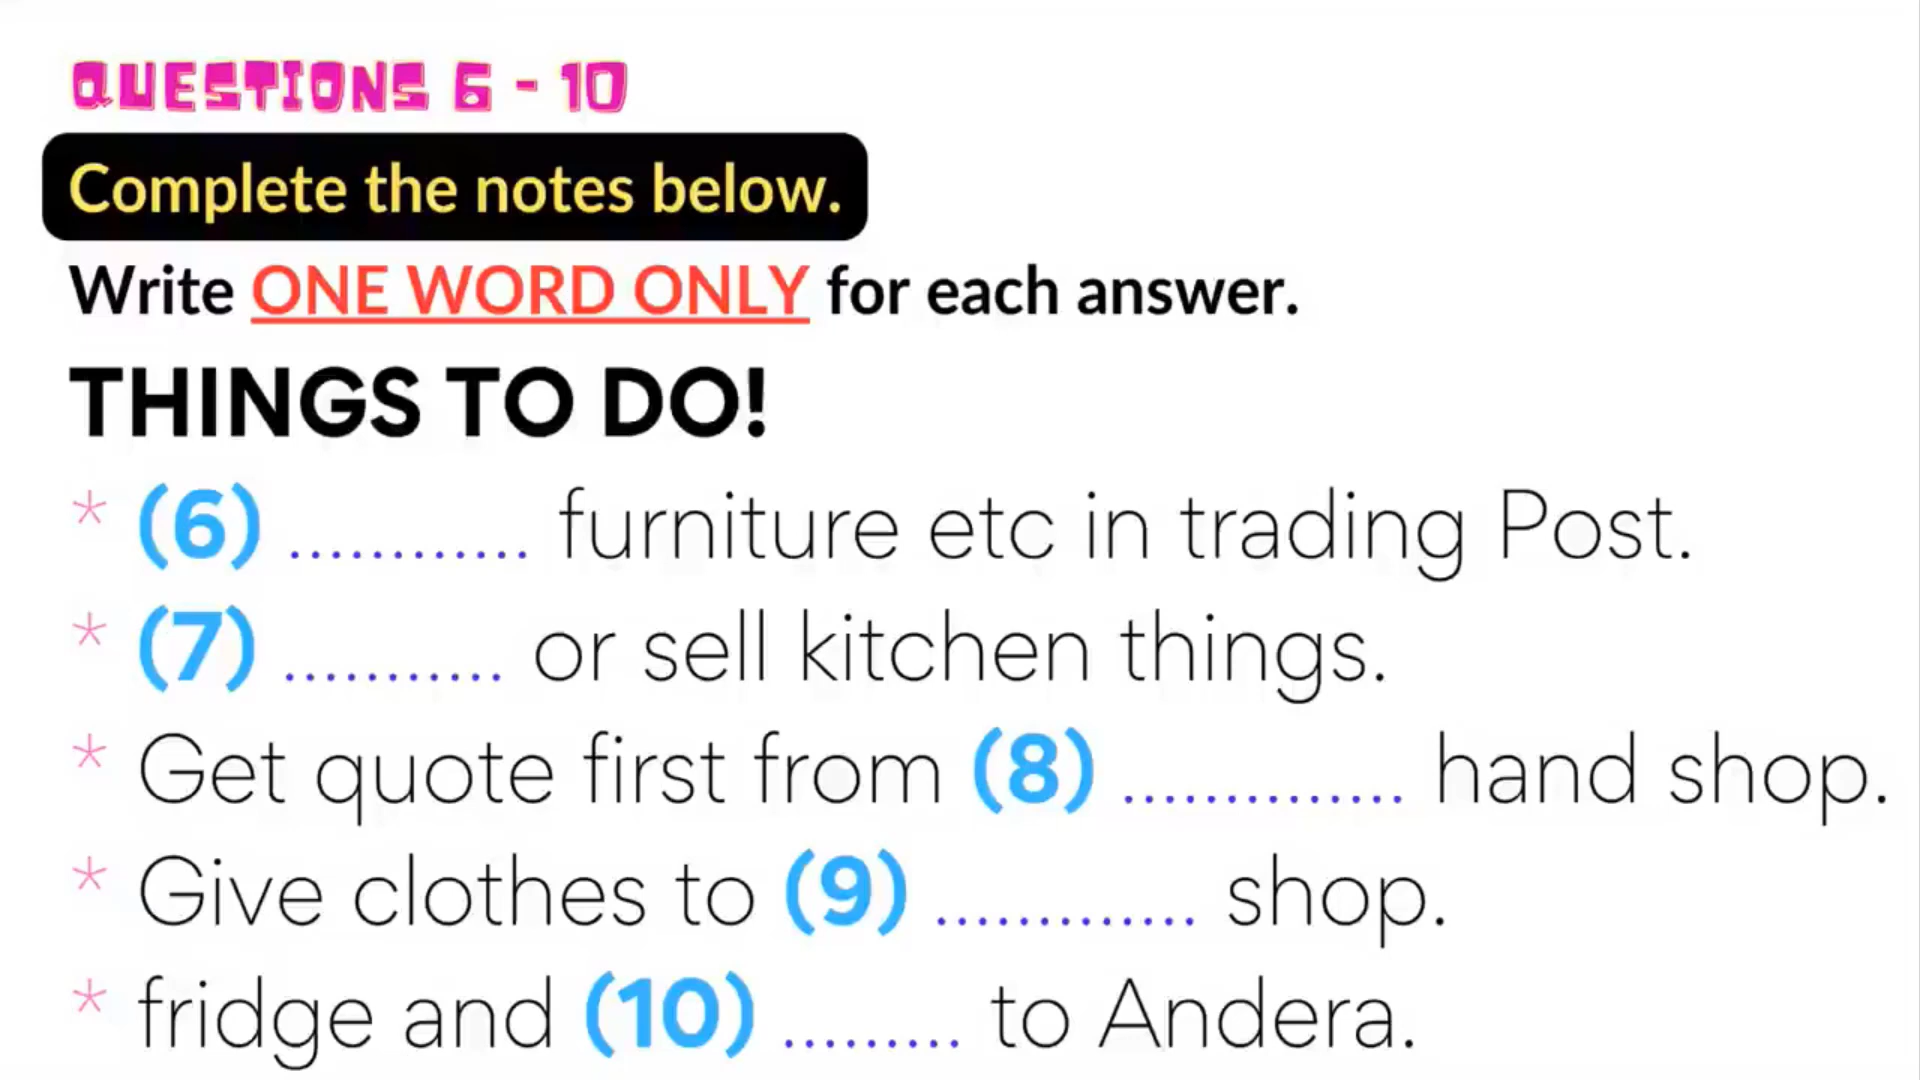 QUESTIONS 6 - 10
Complete the notes below.
Write ONE WORD ONLY for each answer.
THINGS TO DO!
* (6) ............. furniture etc in trading Post.
* (7) ............ or sell kitchen things.
* Get quote first from (8) ............... hand shop.
* Give clothes to (9) .............. shop.
* fridge and (10) .......... to Andera.